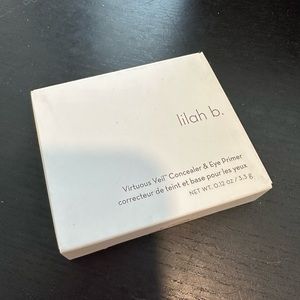 lilah b.
Virtuous Veil™ Concealer & Eye Primer
correcteur de teint et base pour les yeux
NET WT. 0.12 oz / 3.3 g